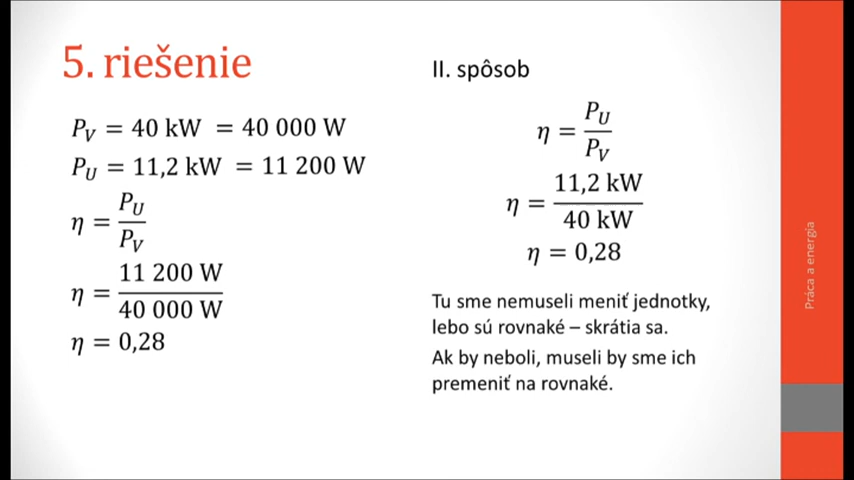 5. riešenie
P_V = 40 kW = 40 000 W
P_U = 11,2 kW = 11 200 W
η = P_U / P_V
η = 11 200 W / 40 000 W
η = 0,28
II. spôsob
η = P_U / P_V
η = 11,2 kW / 40 kW
η = 0,28
Tu sme nemuseli meniť jednotky,
lebo sú rovnaké – skrátia sa.
Ak by neboli, museli by sme ich
premeniť na rovnaké.
Práca a energia